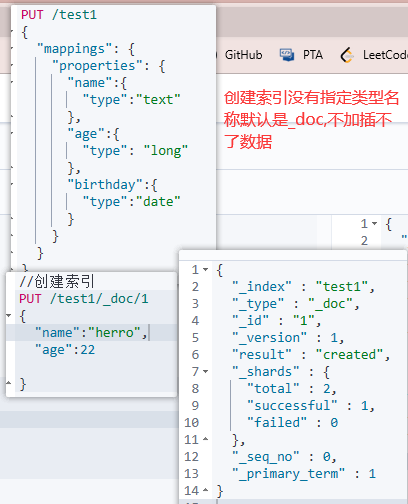 PUT /test1
{
"mappings": {
"properties": {
"name":{
"type":"text"
},
"age":{
"type": "long"
},
"birthday":{
"type":"date"
}
}
}
GitHub PTA LeetCode
创建索引没有指定类型名
称默认是_doc,不加插不
了数据
//创建索引
PUT /test1/_doc/1
{
"name":"herro",
"age":22
}
1 {
2
1 {
2 "_index" : "test1",
3 "_type" : "_doc",
4 "_id" : "1",
5 "_version" : 1,
6 "result" : "created",
7 "_shards" : {
8 "total" : 2,
9 "successful" : 1,
10 "failed" : 0
11 },
12 "_seq_no" : 0,
13 "_primary_term" : 1
14 }